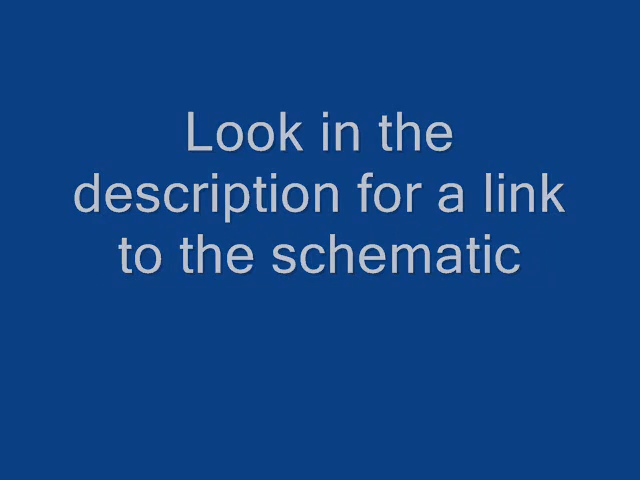 Look in the
description for a link
to the schematic